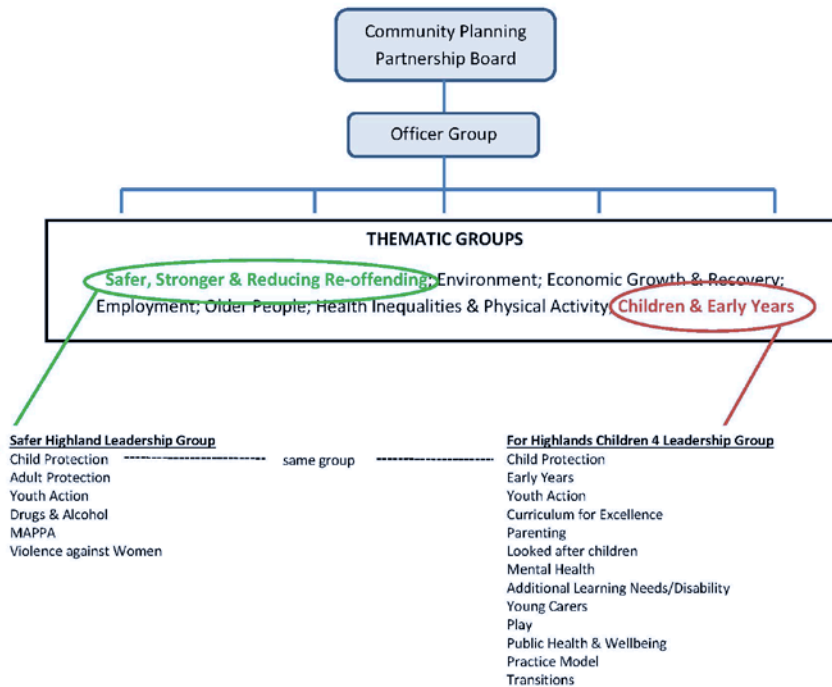 Community Planning
Partnership Board
Officer Group
THEMATIC GROUPS
Safer, Stronger & Reducing Re-offending; Environment; Economic Growth & Recovery;
Employment; Older People; Health Inequalities & Physical Activity; Children & Early Years
Safer Highland Leadership Group
Child Protection
Adult Protection
Youth Action
Drugs & Alcohol
MAPPA
Violence against Women
same group
For Highlands Children 4 Leadership Group
Child Protection
Early Years
Youth Action
Curriculum for Excellence
Parenting
Looked after children
Mental Health
Additional Learning Needs/Disability
Young Carers
Play
Public Health & Wellbeing
Practice Model
Transitions